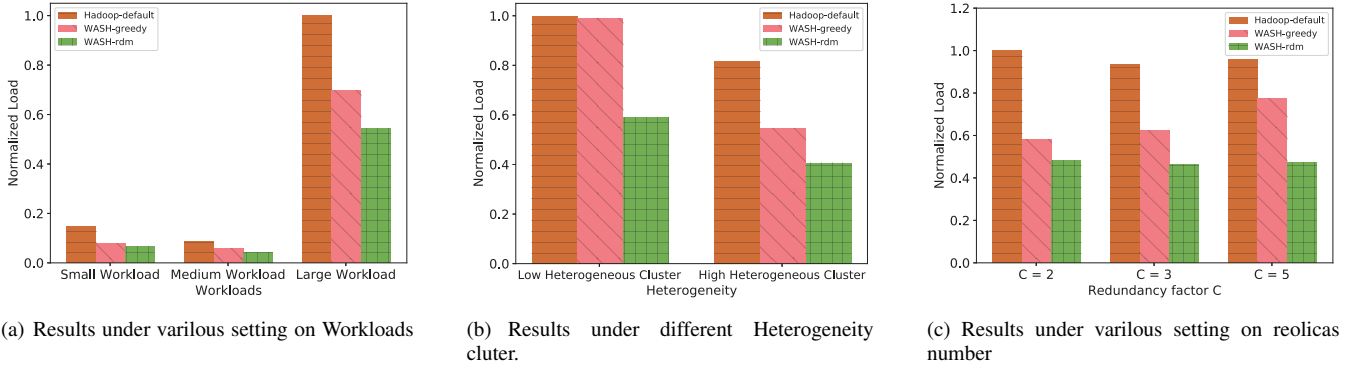 1.0
0.8
0.6
0.4
0.2
0.0
Normalized Load
Hadoop-default
WASH-greedy
WASH-rdm
Small Workload Medium Workload Large Workload
Workloads
(a) Results under varilous setting on Workloads
1.0
0.8
0.6
0.4
0.2
0.0
Normalized Load
Hadoop-default
WASH-greedy
WASH-rdm
Low Heterogeneous Cluster High Heterogeneous Cluster
Heterogeneity
(b) Results under different Heterogeneity
cluter.
1.2
1.0
0.8
0.6
0.4
0.2
0.0
Normalized Load
Hadoop-default
WASH-greedy
WASH-rdm
C = 2 C = 3 C = 5
Redundancy factor C
(c) Results under varilous setting on reolicas
number